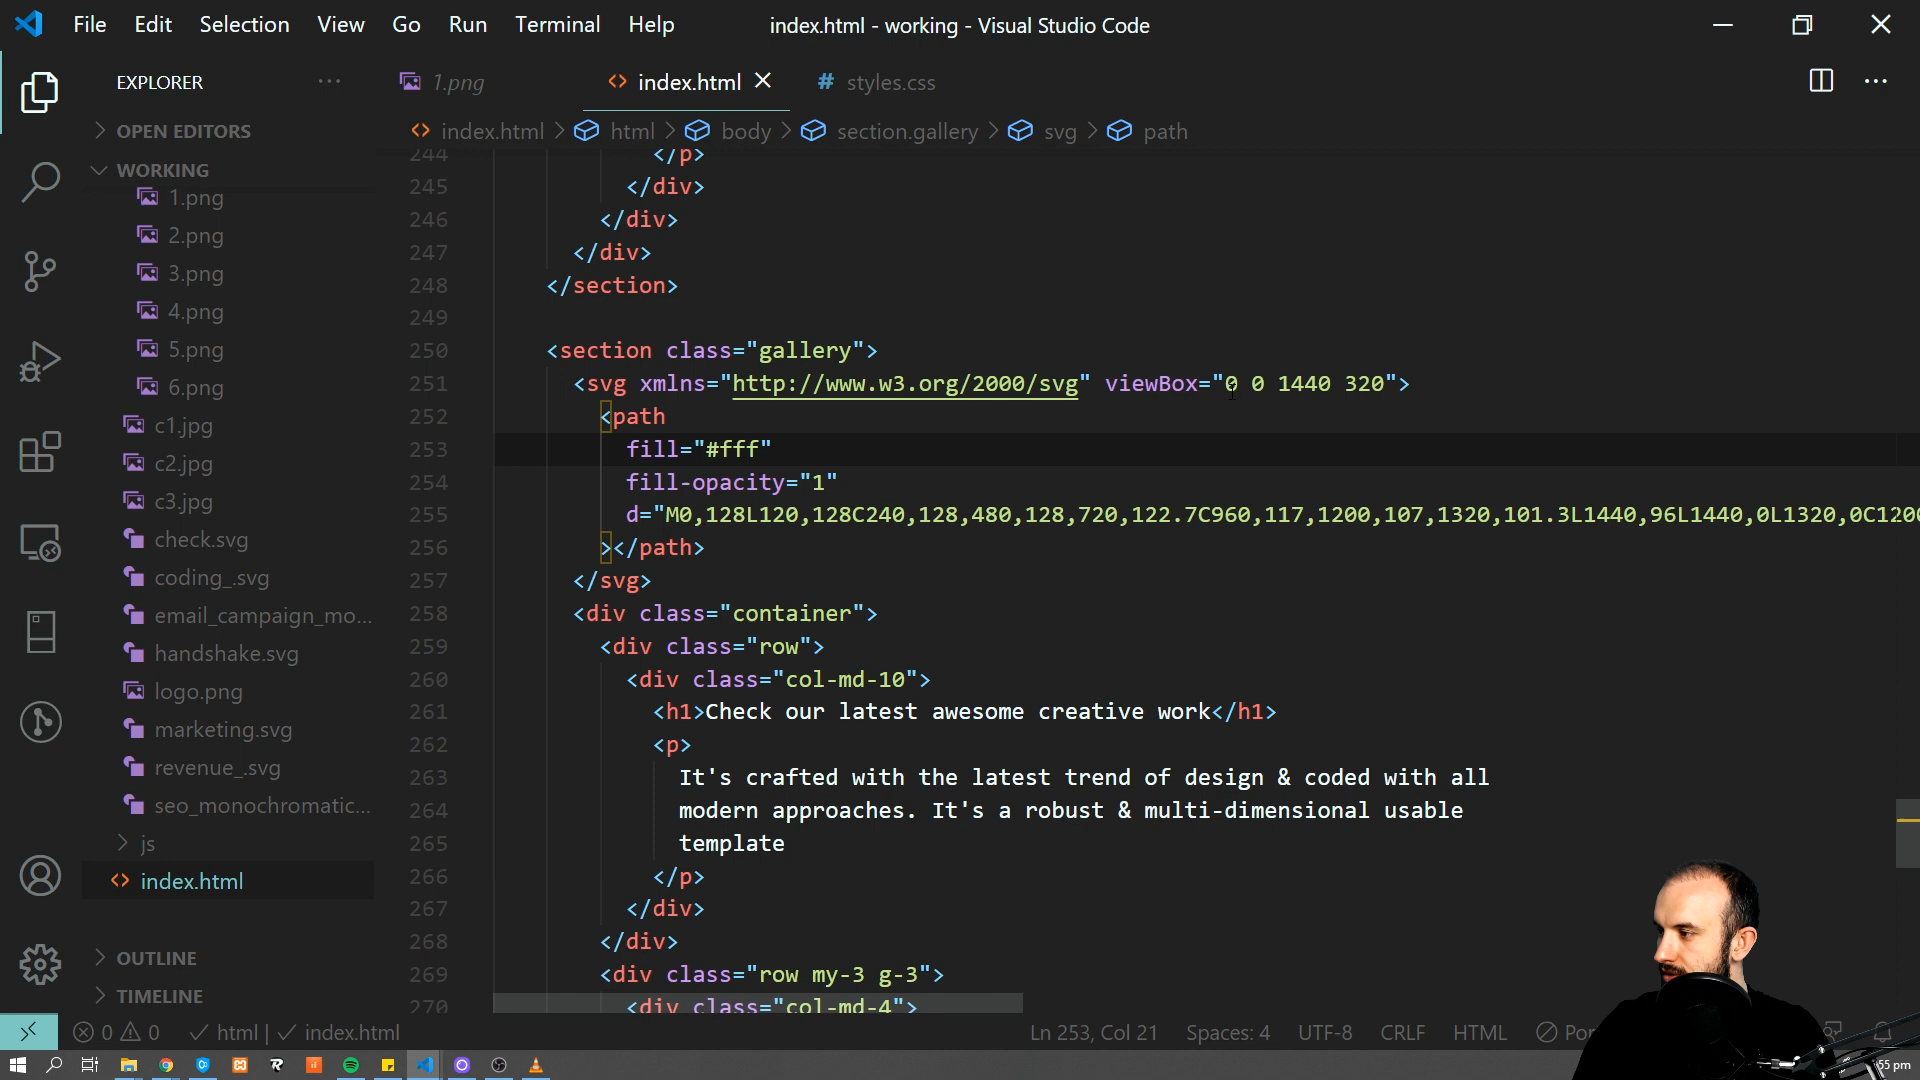 File Edit Selection View Go Run Terminal Help
index.html - working - Visual Studio Code
EXPLORER
1.png
index.html
# styles.css
OPEN EDITORS
index.html > html > body > section.gallery > svg > path
WORKING
1.png
2.png
3.png
4.png
5.png
6.png
c1.jpg
c2.jpg
c3.jpg
check.svg
coding_.svg
email_campaign_mo...
handshake.svg
logo.png
marketing.svg
revenue_.svg
seo_monochromatic...
js
index.html
OUTLINE
TIMELINE
244 </p>
245 </div>
246 </div>
247 </div>
248 </section>
249
250 <section class="gallery">
251 <svg xmlns="http://www.w3.org/2000/svg" viewBox="0 0 1440 320">
252 <path
253 fill="#fff"
254 fill-opacity="1"
255 d="M0,128L120,128C240,128,480,128,720,122.7C960,117,1200,107,1320,101.3L1440,96L1440,0L1320,0C1200
256 ></path>
257 </svg>
258 <div class="container">
259 <div class="row">
260 <div class="col-md-10">
261 <h1>Check our latest awesome creative work</h1>
262 <p>
263 It's crafted with the latest trend of design & coded with all
264 modern approaches. It's a robust & multi-dimensional usable
265 template
266 </p>
267 </div>
268 </div>
269 <div class="row my-3 g-3">
270 <div class="col-md-4">
0 0 html | index.html
Ln 253, Col 21 Spaces: 4 UTF-8 CRLF HTML
55 pm